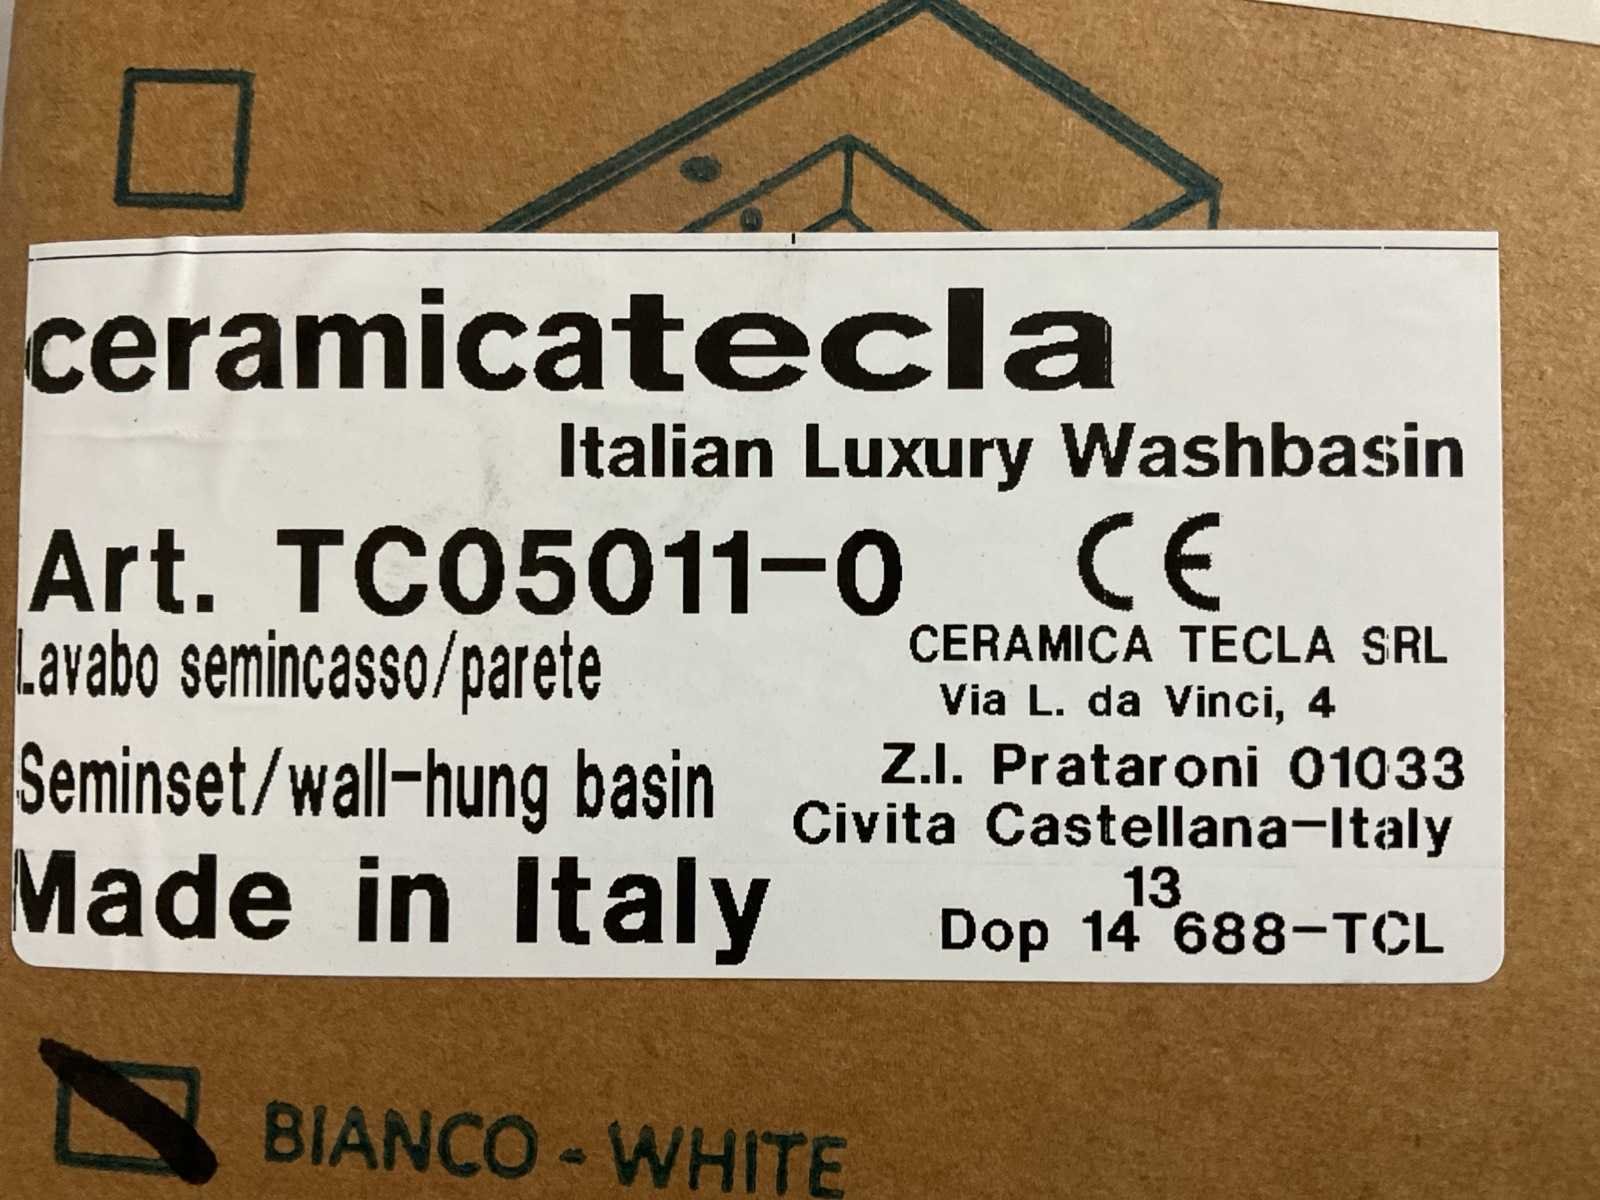 ceramicatecla
Italian Luxury Washbasin
Art. TC05011-0
CE
Lavabo semincasso/parete
CERAMICA TECLA SRL
Via L. da Vinci, 4
Seminset/wall-hung basin
Z.I. Prataroni 01033
Civita Castellana-Italy
Made in Italy
13
Dop 14 688-TCL
BIANCO - WHITE